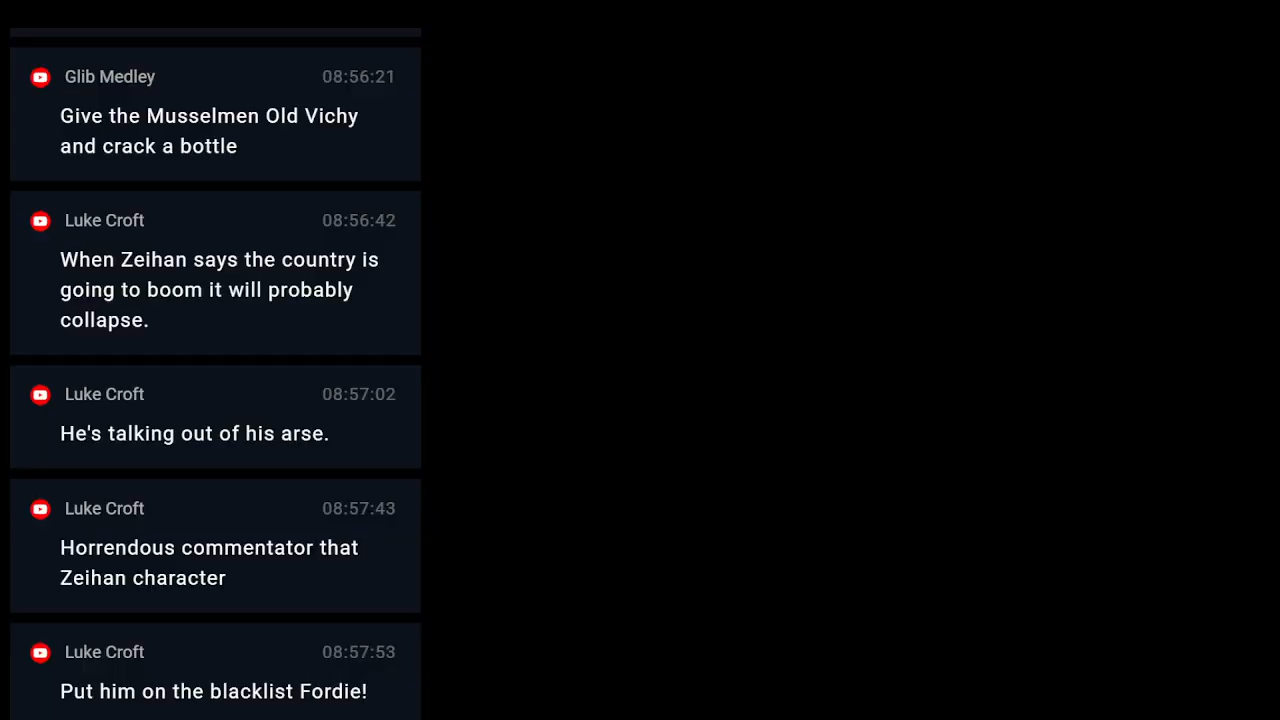 Glib Medley 08:56:21
Give the Musselmen Old Vichy
and crack a bottle
Luke Croft 08:56:42
When Zeihan says the country is
going to boom it will probably
collapse.
Luke Croft 08:57:02
He's talking out of his arse.
Luke Croft 08:57:43
Horrendous commentator that
Zeihan character
Luke Croft 08:57:53
Put him on the blacklist Fordie!